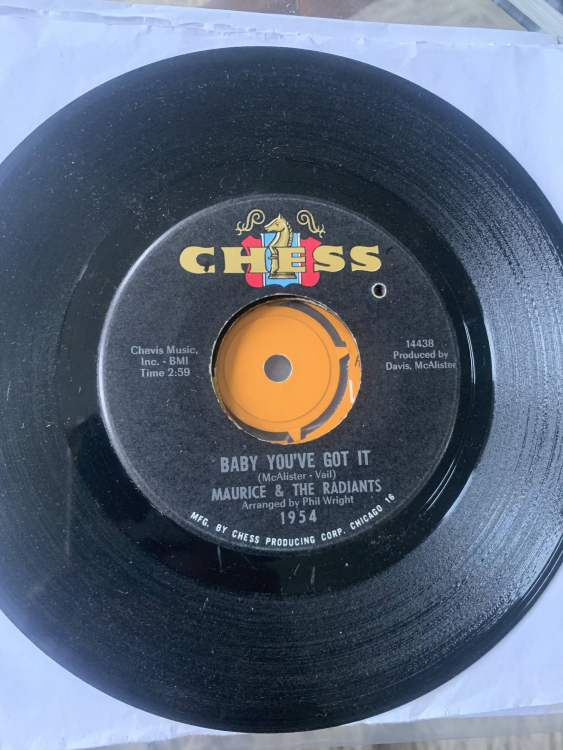 CHESS
Chevis Music,
Inc. - BMI
Time 2:59
14438
Produced by
Davis, McAlister
BABY YOU'VE GOT IT
(McAlister - Vail)
MAURICE & THE RADIANTS
Arranged by Phil Wright
1954
MFG. BY CHESS PRODUCING CORP. CHICAGO 16